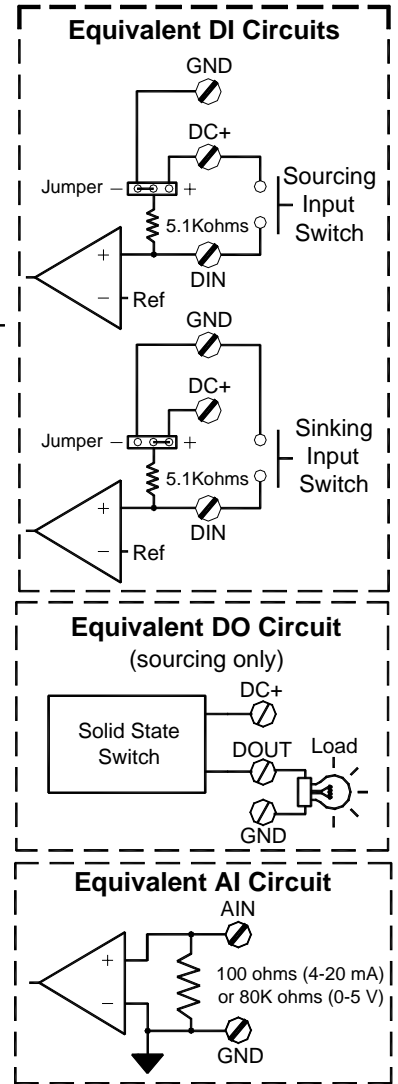 Equivalent DI Circuits
GND
DC+
Jumper - +
Sourcing
Input
Switch
5.1Kohms
+
- Ref
DIN
GND
DC+
Jumper - +
Sinking
Input
Switch
5.1Kohms
+
- Ref
DIN
Equivalent DO Circuit
(sourcing only)
DC+
Solid State
Switch
DOUT
Load
GND
Equivalent AI Circuit
AIN
+
-
100 ohms (4-20 mA)
or 80K ohms (0-5 V)
GND